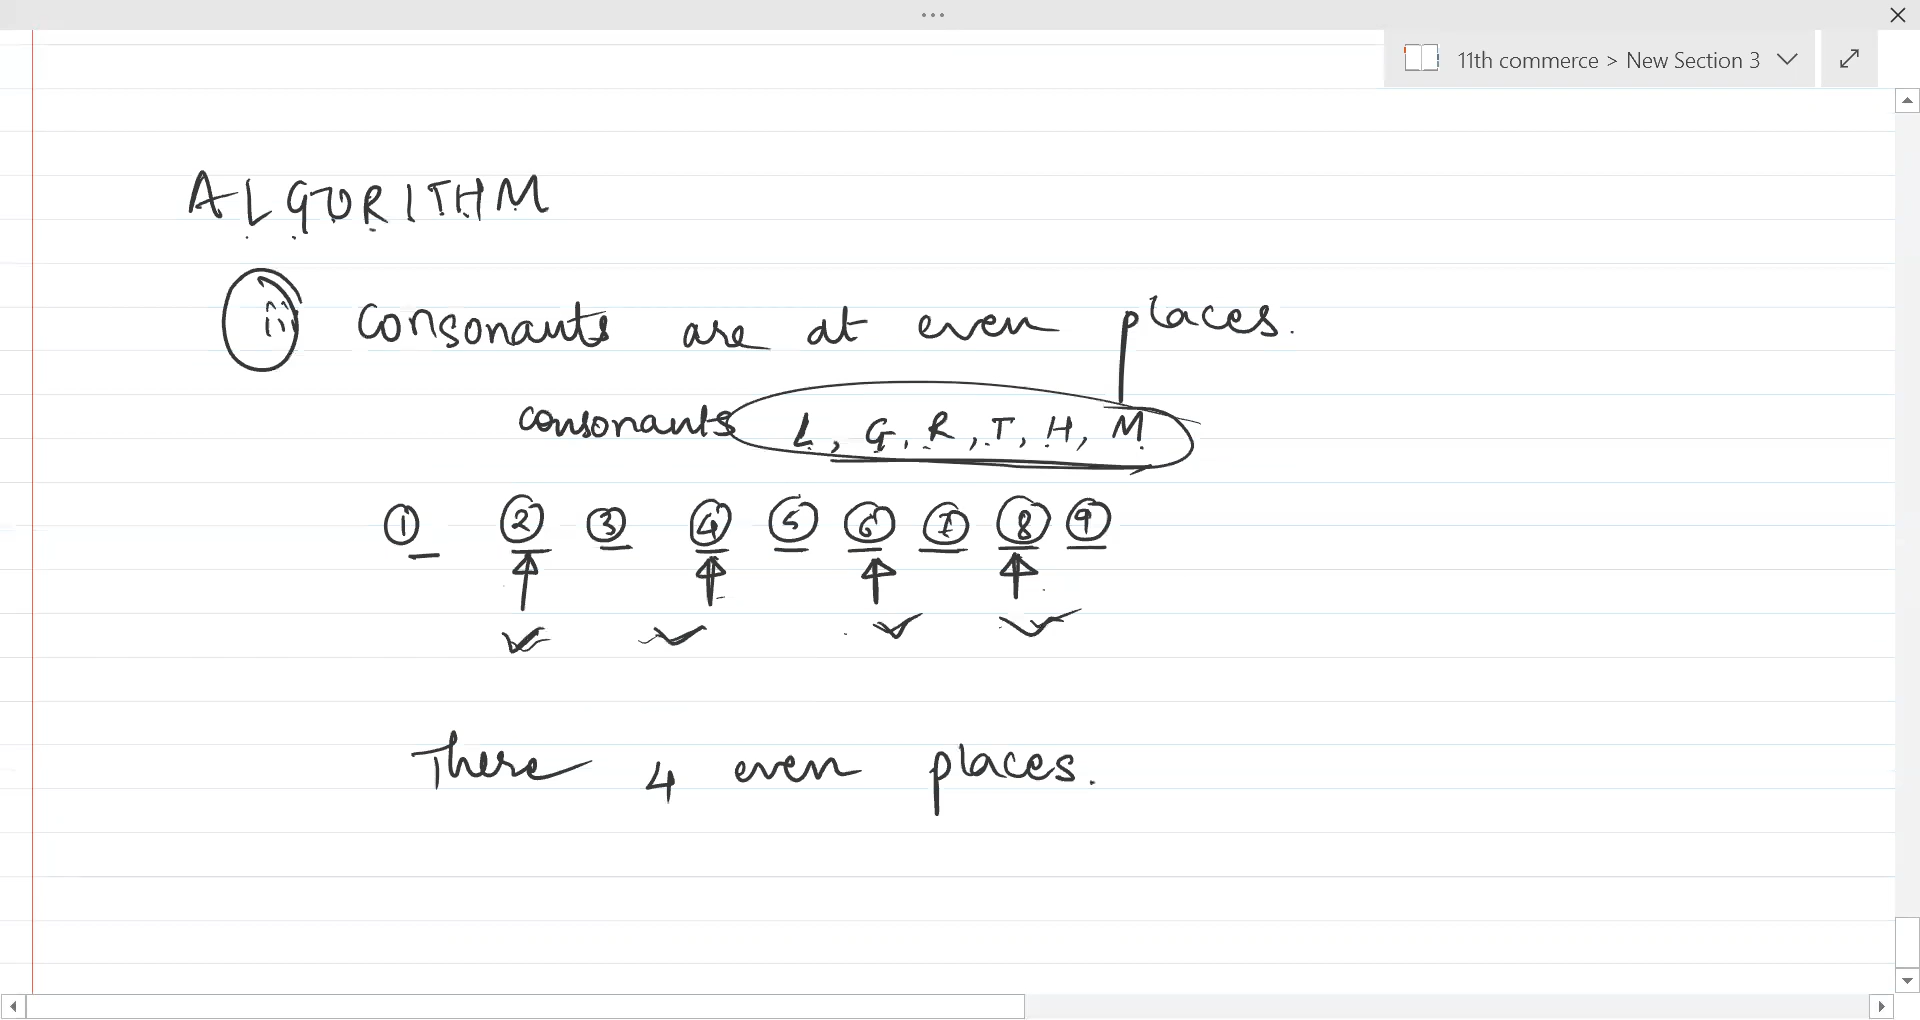 11th commerce > New Section 3
ALGORITHM
ii) consonants are at even places.
consonants L, G, R, T, H, M
1 2 3 4 5 6 7 8 9
There 4 even places.